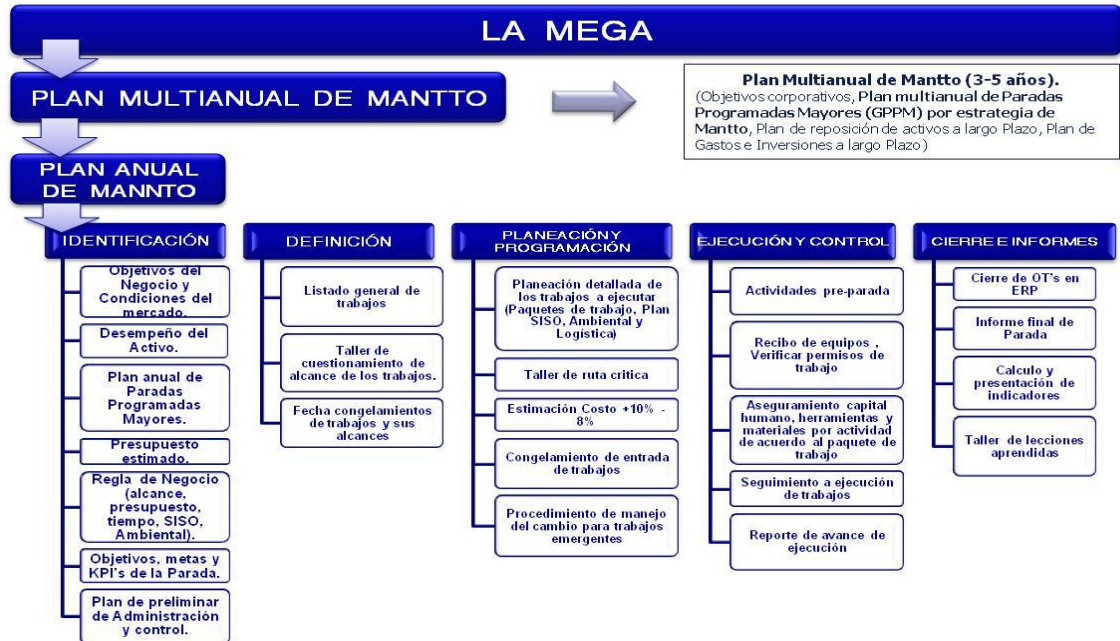 LA MEGA
PLAN MULTIANUAL DE MANTTO
Plan Multianual de Mantto (3-5 años).
(Objetivos corporativos, Plan multianual de Paradas
Programadas Mayores (GPPM) por estrategia de
Mantto, Plan de reposición de activos a largo Plazo, Plan de
Gastos e Inversiones a largo Plazo)
PLAN ANUAL
DE MANNTO
IDENTIFICACIÓN
Objetivos del
Negocio y
Condiciones del
mercado.
Desempeño del
Activo.
Plan anual de
Paradas
Programadas
Mayores.
Presupuesto
estimado.
Regla de Negocio
(alcance,
presupuesto,
tiempo, SISO,
Ambiental).
Objetivos, metas y
KPI's de la Parada.
Plan de preliminar
de Administración
y control.
DEFINICIÓN
Listado general de
trabajos
Taller de
cuestionamiento de
alcance de los trabajos.
Fecha congelamientos
de trabajos y sus
alcances
PLANEACIÓN Y
PROGRAMACIÓN
Planeación detallada de
los trabajos a ejecutar
(Paquetes de trabajo, Plan
SISO, Ambiental y
Logística)
Taller de ruta critica
Estimación Costo +10% -
8%
Congelamiento de entrada
de trabajos
Procedimiento de manejo
del cambio para trabajos
emergentes
EJECUCIÓN Y CONTROL
Actividades pre-parada
Recibo de equipos ,
Verificar permisos de
trabajo
Aseguramiento capital
humano, herramientas y
materiales por actividad
de acuerdo al paquete de
trabajo
Seguimiento a ejecución
de trabajos
Reporte de avance de
ejecución
CIERRE E INFORMES
Cierre de OT's en
ERP
Informe final de
Parada
Calculo y
presentación de
indicadores
Taller de lecciones
aprendidas